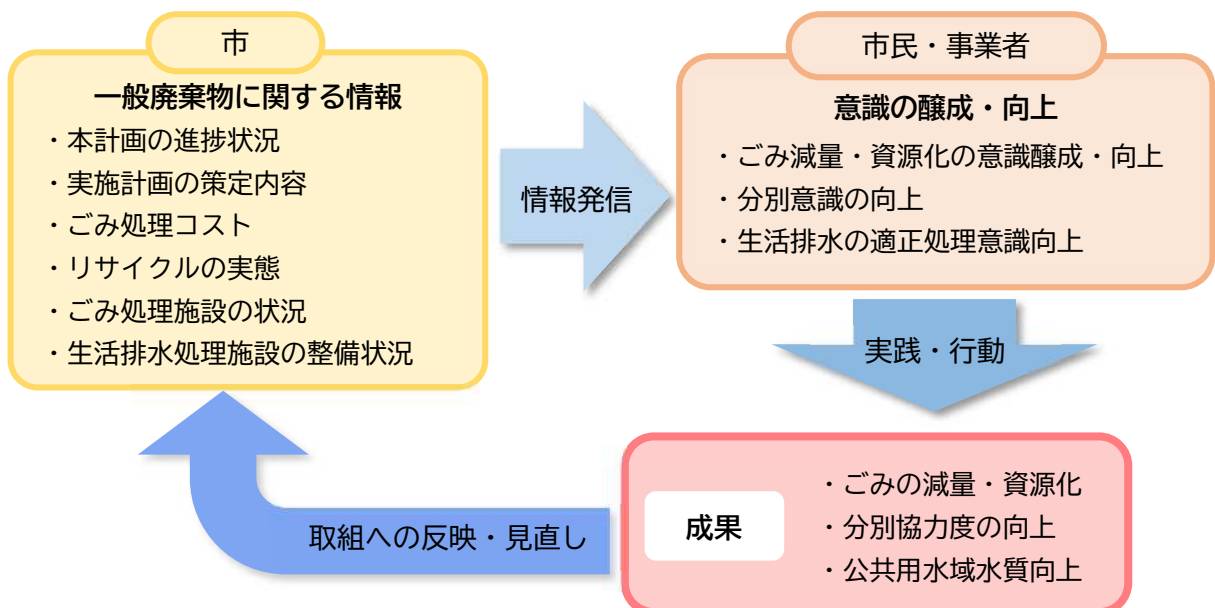 市
一般廃棄物に関する情報
・本計画の進捗状況
・実施計画の策定内容
・ごみ処理コスト
・リサイクルの実態
・ごみ処理施設の状況
・生活排水処理施設の整備状況
情報発信
市民・事業者
意識の醸成・向上
・ごみ減量・資源化の意識醸成・向上
・分別意識の向上
・生活排水の適正処理意識向上
実践・行動
成果
・ごみの減量・資源化
・分別協力度の向上
・公共用水域水質向上
取組への反映・見直し